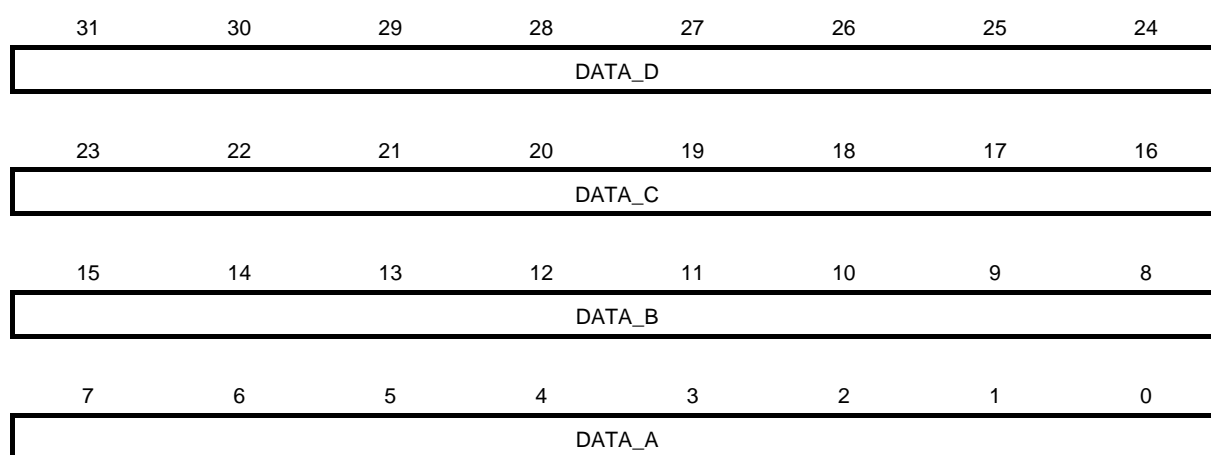 31 30 29 28 27 26 25 24
DATA_D
23 22 21 20 19 18 17 16
DATA_C
15 14 13 12 11 10 9 8
DATA_B
7 6 5 4 3 2 1 0
DATA_A